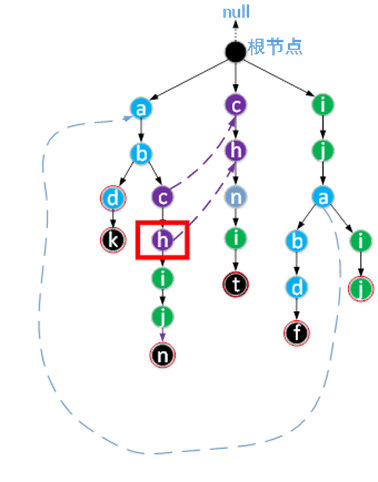 null
根节点
a c i
b h j
d c n a
k h i b i
i t d j
j f
n